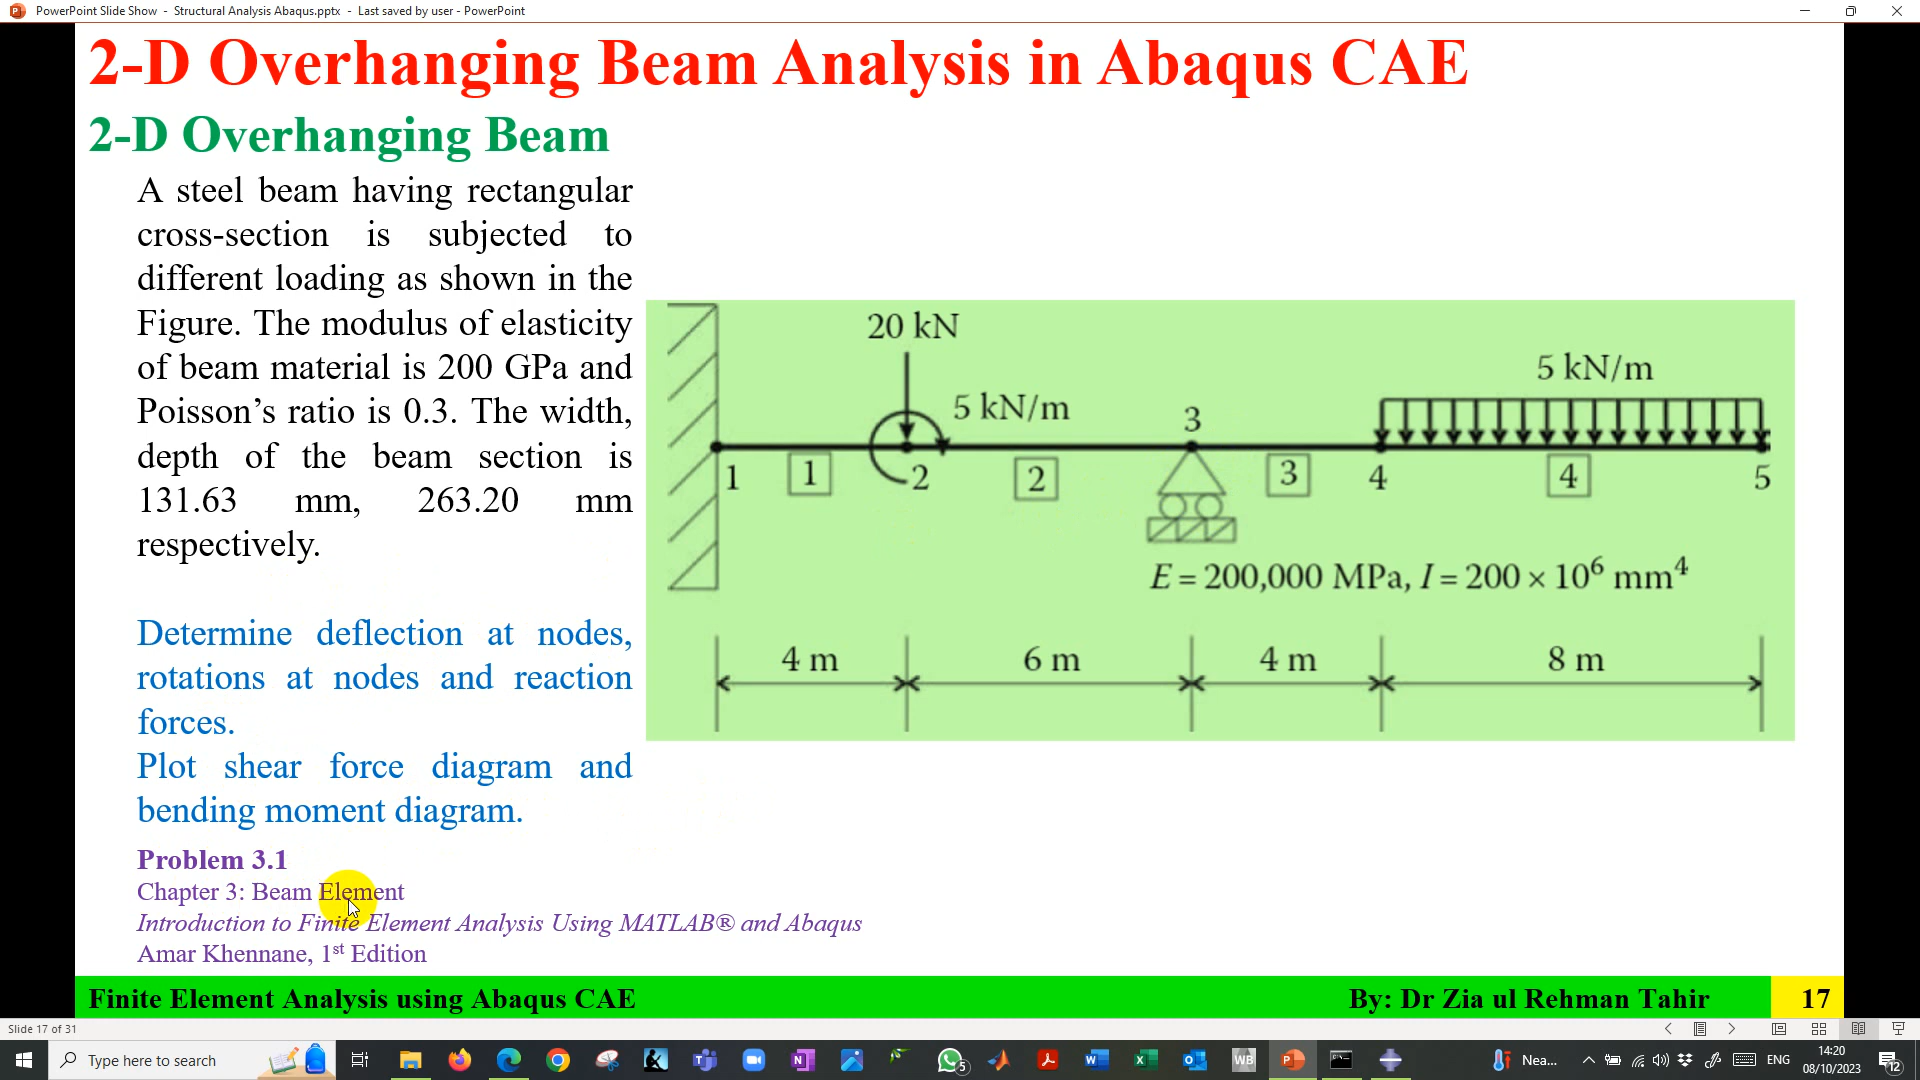 PowerPoint Slide Show - Structural Analysis Abaqus.pptx - Last saved by user - PowerPoint
2-D Overhanging Beam Analysis in Abaqus CAE
2-D Overhanging Beam
A steel beam having rectangular
cross-section is subjected to
different loading as shown in the
Figure. The modulus of elasticity
of beam material is 200 GPa and
Poisson's ratio is 0.3. The width,
depth of the beam section is
131.63 mm, 263.20 mm
respectively.
Determine deflection at nodes,
rotations at nodes and reaction
forces.
Plot shear force diagram and
bending moment diagram.
Problem 3.1
Chapter 3: Beam Element
Introduction to Finite Element Analysis Using MATLAB® and Abaqus
Amar Khennane, 1st Edition
20 kN
5 kN/m
5 kN/m
3
1 1 2 2 3 4 4 5
E = 200,000 MPa, I = 200 × 10⁶ mm⁴
4 m 6 m 4 m 8 m
Finite Element Analysis using Abaqus CAE By: Dr Zia ul Rehman Tahir 17
Slide 17 of 31
Type here to search
Nea... ENG
14:20
08/10/2023
5
12
WB